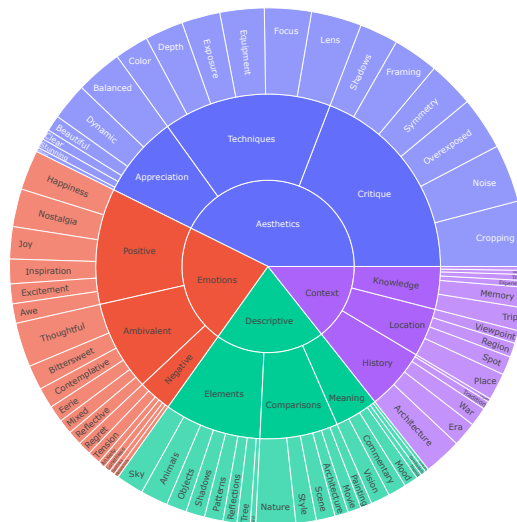 Aesthetics
Techniques
Critique
Appreciation
Depth
Color
Exposure
Equipment
Focus
Lens
Shadows
Framing
Symmetry
Overexposed
Noise
Cropping
Balanced
Dynamic
Beautiful
Clear
Stunning
Emotions
Positive
Ambivalent
Negative
Happiness
Nostalgia
Joy
Inspiration
Excitement
Awe
Thoughtful
Bittersweet
Contemplative
Eerie
Mixed
Reflective
Regret
Tension
Descriptive
Elements
Comparisons
Meaning
Sky
Animals
Objects
Shadows
Patterns
Reflections
Tree
Nature
Style
Scene
Architecture
Movie
Painting
Vision
Commentary
Mood
Context
Knowledge
Location
History
Memory
Trip
Viewpoint
Region
Spot
Place
Tradition
War
Era
Architecture